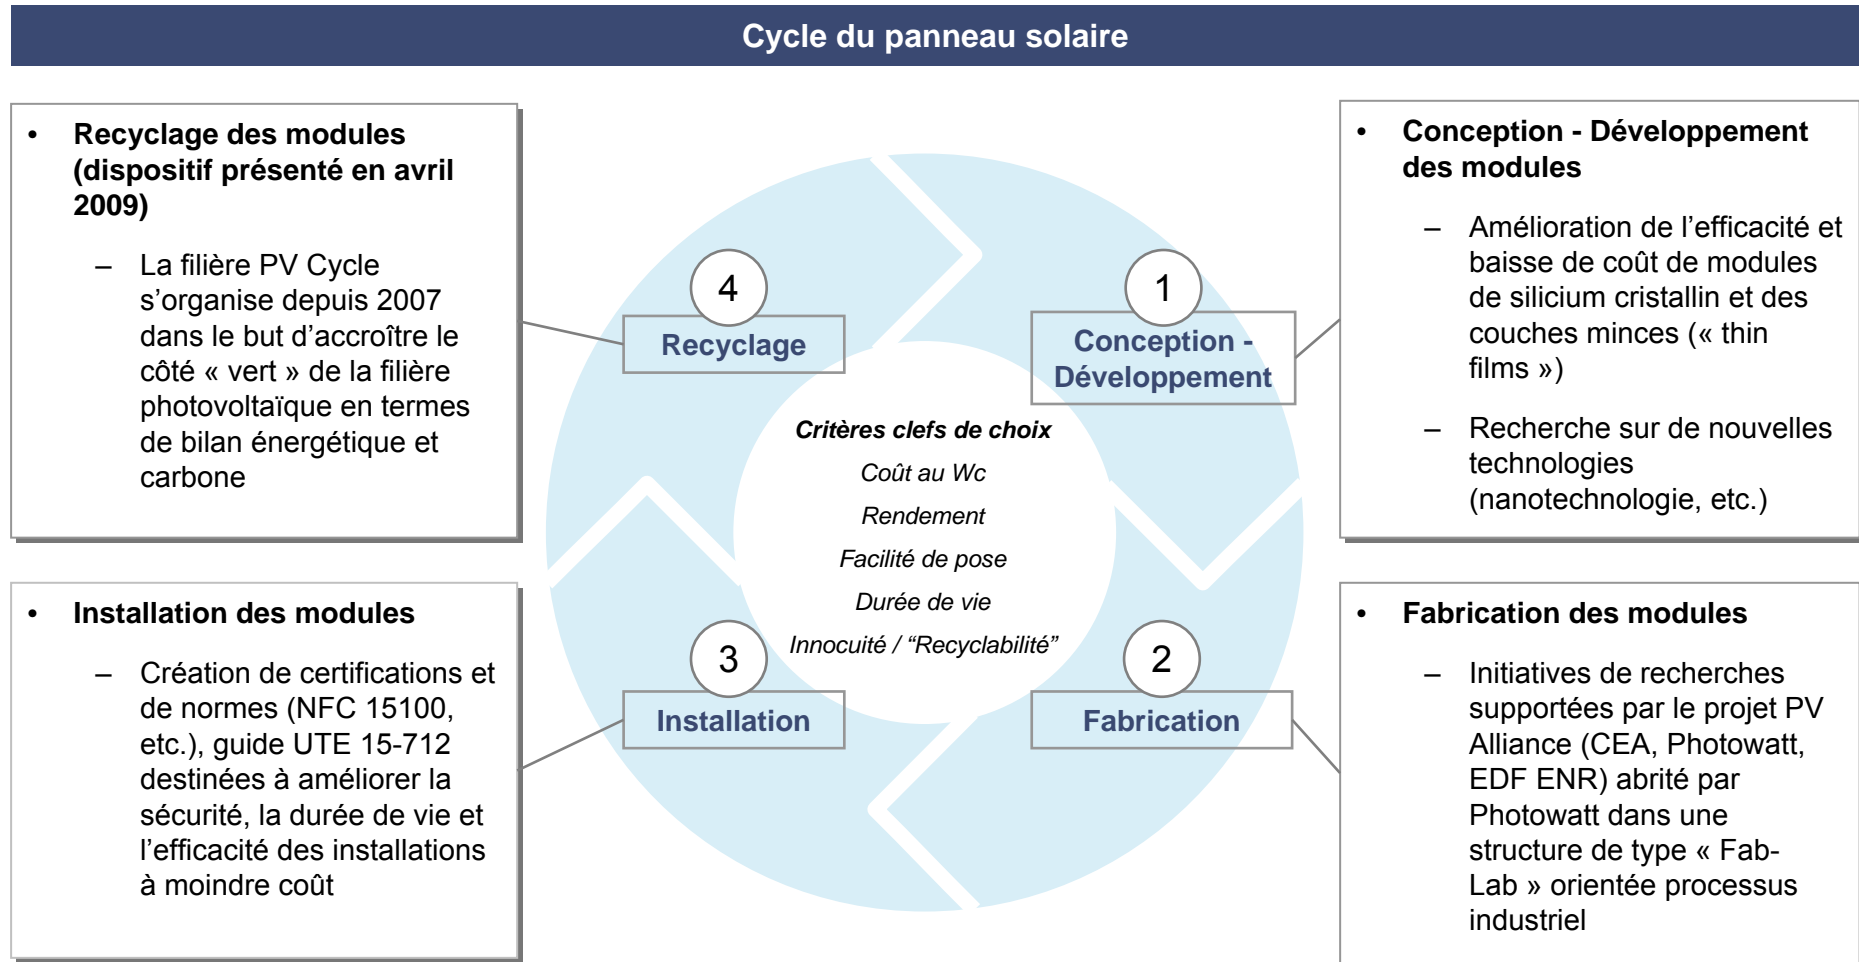 Cycle du panneau solaire
• Recyclage des modules
(dispositif présenté en avril
2009)
– La filière PV Cycle
s’organise depuis 2007
dans le but d’accroître le
côté « vert » de la filière
photovoltaïque en termes
de bilan énergétique et
carbone
• Conception - Développement
des modules
– Amélioration de l’efficacité et
baisse de coût de modules
de silicium cristallin et des
couches minces (« thin
films »)
– Recherche sur de nouvelles
technologies
(nanotechnologie, etc.)
4
Recyclage
1
Conception -
Développement
Critères clefs de choix
Coût au Wc
Rendement
Facilité de pose
Durée de vie
Innocuité / “Recyclabilité”
3
Installation
2
Fabrication
• Installation des modules
– Création de certifications et
de normes (NFC 15100,
etc.), guide UTE 15-712
destinées à améliorer la
sécurité, la durée de vie et
l’efficacité des installations
à moindre coût
• Fabrication des modules
– Initiatives de recherches
supportées par le projet PV
Alliance (CEA, Photowatt,
EDF ENR) abrité par
Photowatt dans une
structure de type « Fab-
Lab » orientée processus
industriel